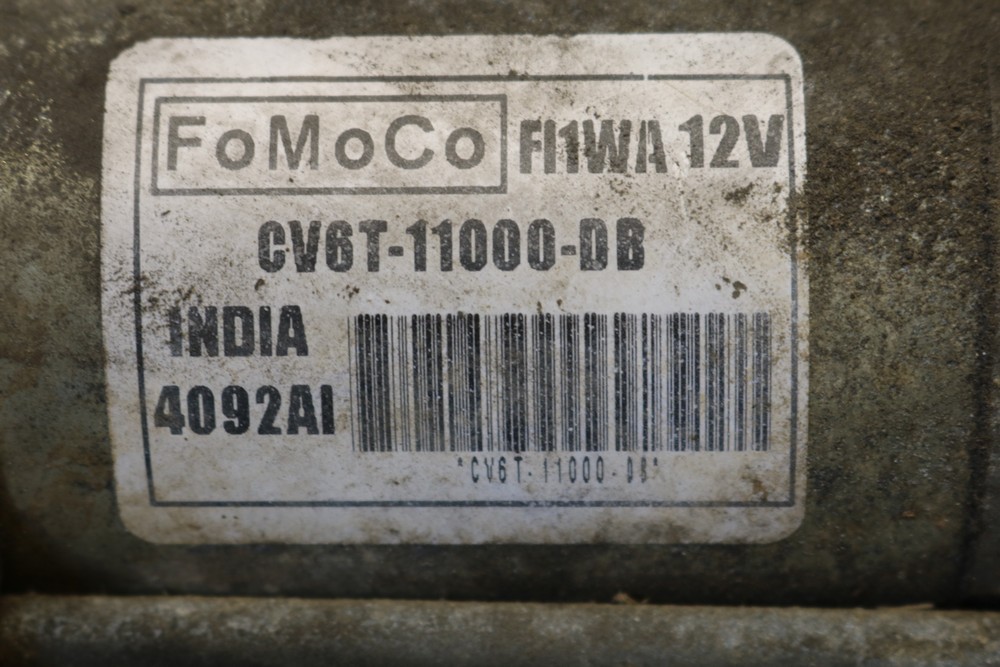 FoMoCo FI1WA 12V
CV6T-11000-DB
INDIA
4092AI
*CV6T-11000-DB*